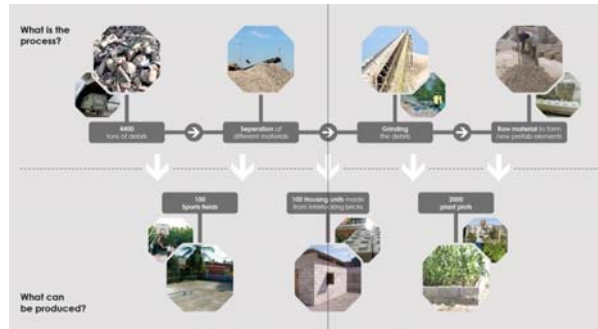 What is the
process?
4400
tons of debris
Seperation of
different materials
Grinding
the debris
Raw material to form
new prefab elements
100
Sports fields
100 Housing units made
from interlocking bricks
2000
plant plots
What can
be produced?